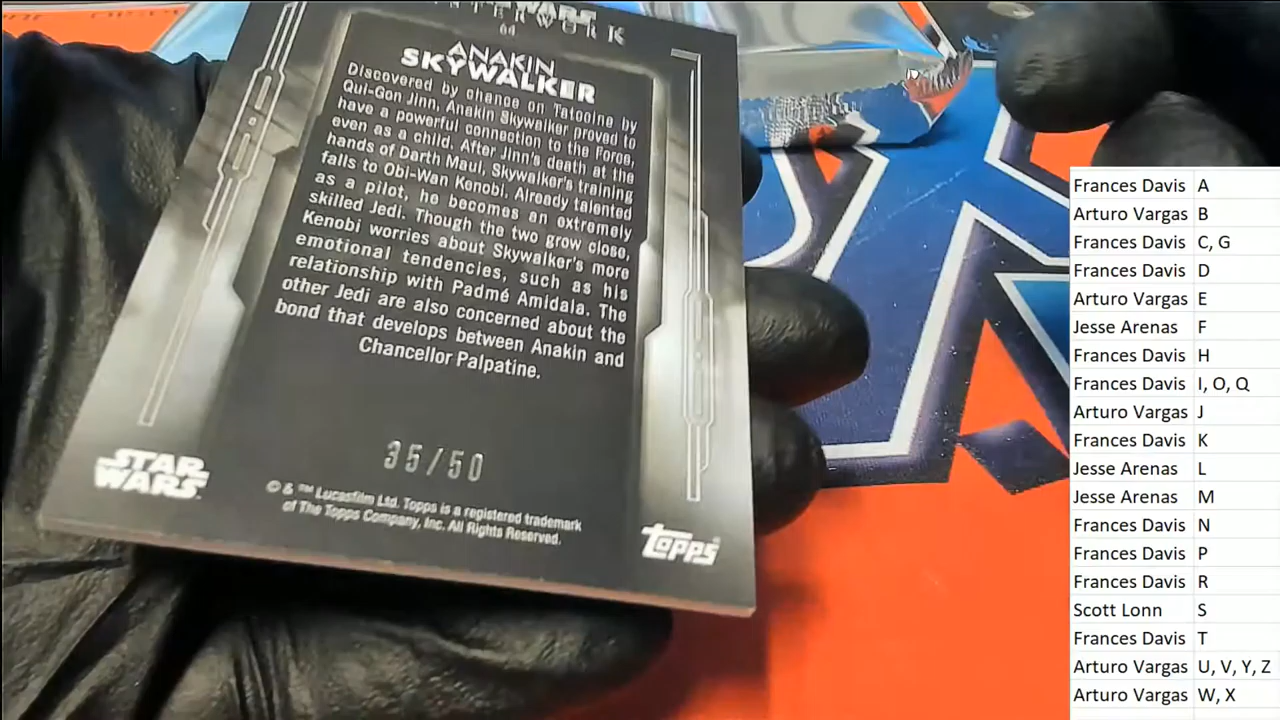 STAR WARS
MASTERWORK
64
ANAKIN
SKYWALKER
Discovered by chance on Tatooine by
Qui-Gon Jinn, Anakin Skywalker proved to
have a powerful connection to the Force,
even as a child. After Jinn's death at the
hands of Darth Maul, Skywalker's training
falls to Obi-Wan Kenobi. Already talented
as a pilot, he becomes an extremely
skilled Jedi. Though the two grow close,
Kenobi worries about Skywalker's more
emotional tendencies, such as his
relationship with Padmé Amidala. The
other Jedi are also concerned about the
bond that develops between Anakin and
Chancellor Palpatine.
35/50
STAR
WARS
© & ™ Lucasfilm Ltd. Topps is a registered trademark
of The Topps Company, Inc. All Rights Reserved.
topps
Frances Davis A
Arturo Vargas B
Frances Davis C, G
Frances Davis D
Arturo Vargas E
Jesse Arenas F
Frances Davis H
Frances Davis I, O, Q
Arturo Vargas J
Frances Davis K
Jesse Arenas L
Jesse Arenas M
Frances Davis N
Frances Davis P
Frances Davis R
Scott Lonn S
Frances Davis T
Arturo Vargas U, V, Y, Z
Arturo Vargas W, X